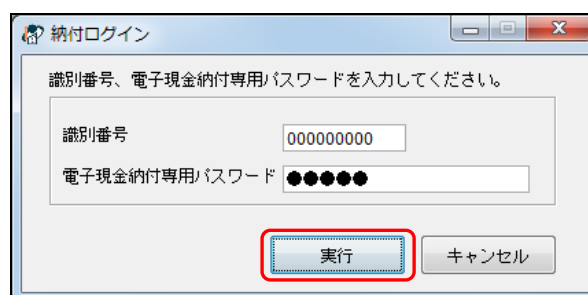 納付ログイン
識別番号、電子現金納付専用パスワードを入力してください。
識別番号 000000000
電子現金納付専用パスワード ●●●●●
実行 キャンセル